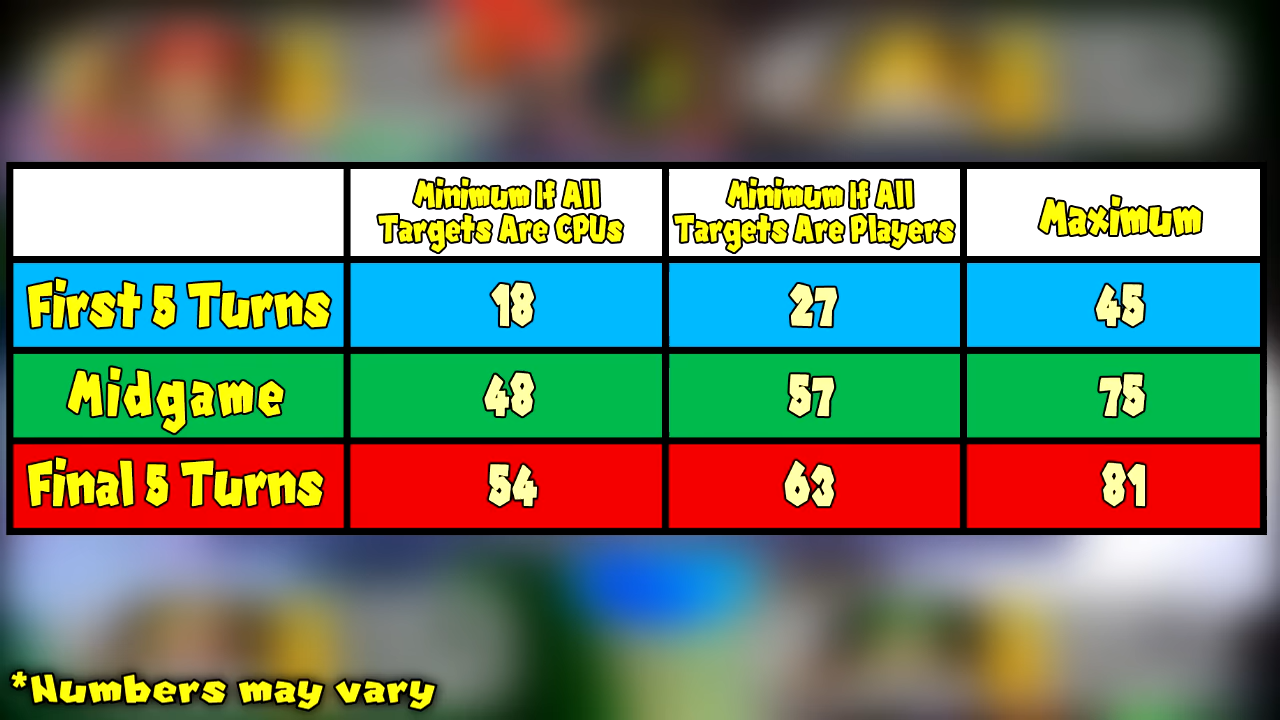 Minimum If All
Targets Are CPUs
Minimum If All
Targets Are Players
Maximum
First 5 Turns 18 27 45
Midgame 48 57 75
Final 5 Turns 54 63 81
*Numbers may vary